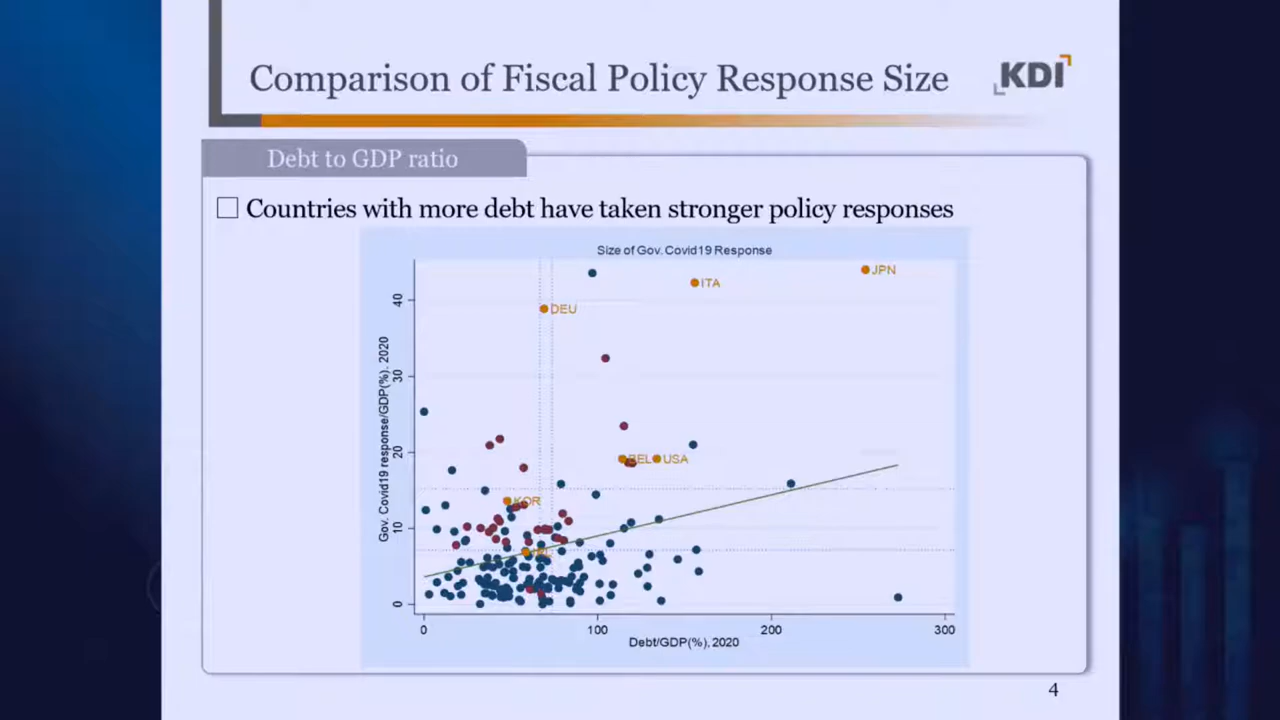 Comparison of Fiscal Policy Response Size
KDI
Debt to GDP ratio
Countries with more debt have taken stronger policy responses
Size of Gov. Covid19 Response
JPN
ITA
DEU
BEL
USA
KOR
Gov. Covid19 response/GDP(%), 2020
0
10
20
30
40
0
100
200
300
Debt/GDP(%), 2020
4